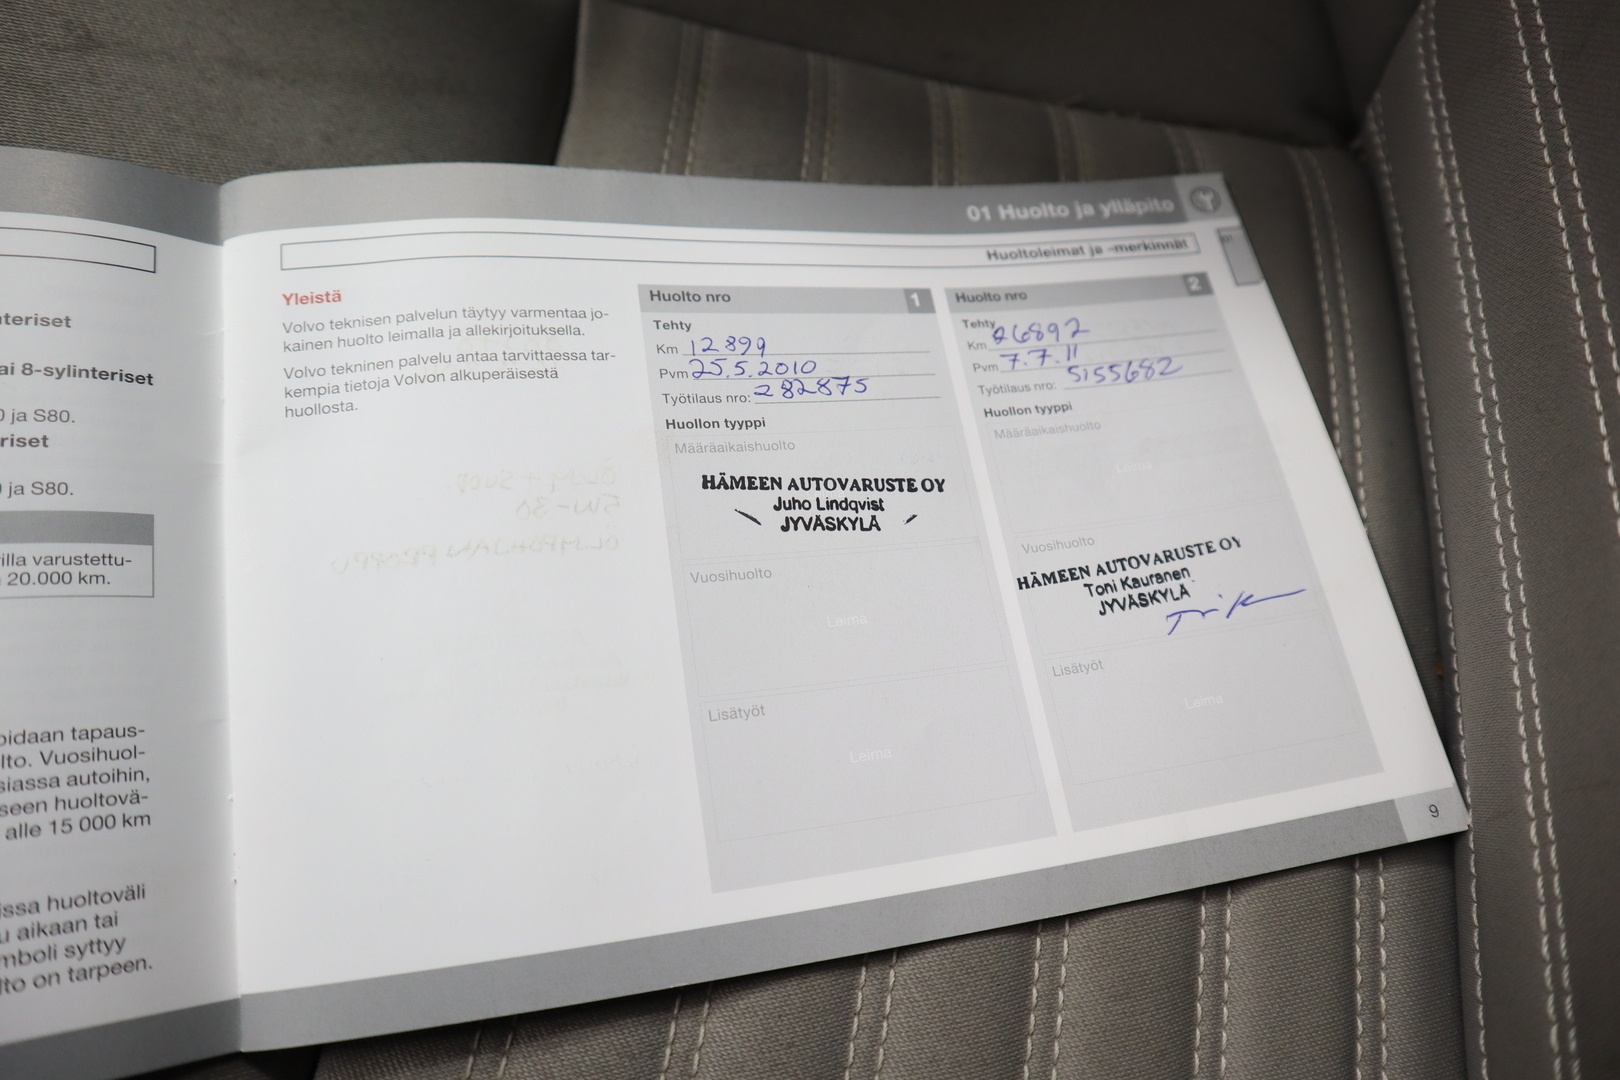 teriset
ai 8-sylinteriset
ja S80.
riset
ja S80.
illa varustettu-
20.000 km.
oidaan tapaus-
lto. Vuosihuol-
siassa autoihin,
seen huoltovä-
alle 15 000 km
issa huoltoväli
u aikaan tai
mboli syttyy
lto on tarpeen.
01 Huolto ja ylläpito
Huoltoleimat ja -merkinnät
01
Yleistä
Volvo teknisen palvelun täytyy varmentaa jo-
kainen huolto leimalla ja allekirjoituksella.
Volvo tekninen palvelu antaa tarvittaessa tar-
kempia tietoja Volvon alkuperäisestä
huollosta.
Huolto nro 1
Tehty
Km 12 899
Pvm 25.5.2010
Työtilaus nro: 282875
Huollon tyyppi
Määräaikaishuolto
HÄMEEN AUTOVARUSTE OY
Juho Lindqvist
JYVÄSKYLÄ
Vuosihuolto
Leima
Lisätyöt
Leima
Huolto nro 2
Tehty
Km 26892
Pvm 7.7.11
Työtilaus nro: 5155682
Huollon tyyppi
Määräaikaishuolto
Leima
Vuosihuolto
HÄMEEN AUTOVARUSTE OY
Toni Kauranen
JYVÄSKYLÄ
Lisätyöt
Leima
9